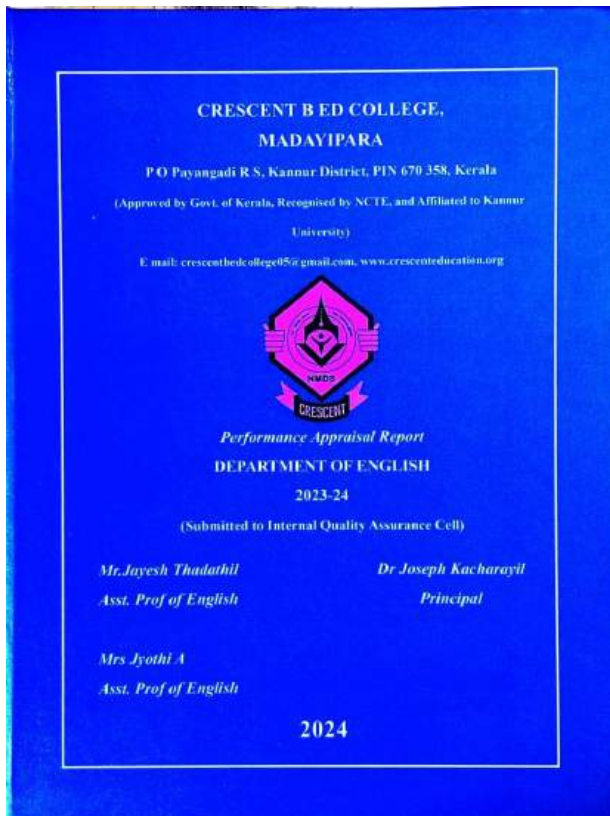 CRESCENT B ED COLLEGE,
MADAYIPARA
P O Payangadi R S, Kannur District, PIN 670 358, Kerala
(Approved by Govt. of Kerala, Recognised by NCTE, and Affiliated to Kannur
University)
E mail: crescentbedcollege05@gmail.com, www.crescenteducation.org
NMDS
CRESCENT
Performance Appraisal Report
DEPARTMENT OF ENGLISH
2023-24
(Submitted to Internal Quality Assurance Cell)
Mr.Jayesh Thadathil
Asst. Prof of English
Dr Joseph Kacharayil
Principal
Mrs Jyothi A
Asst. Prof of English
2024